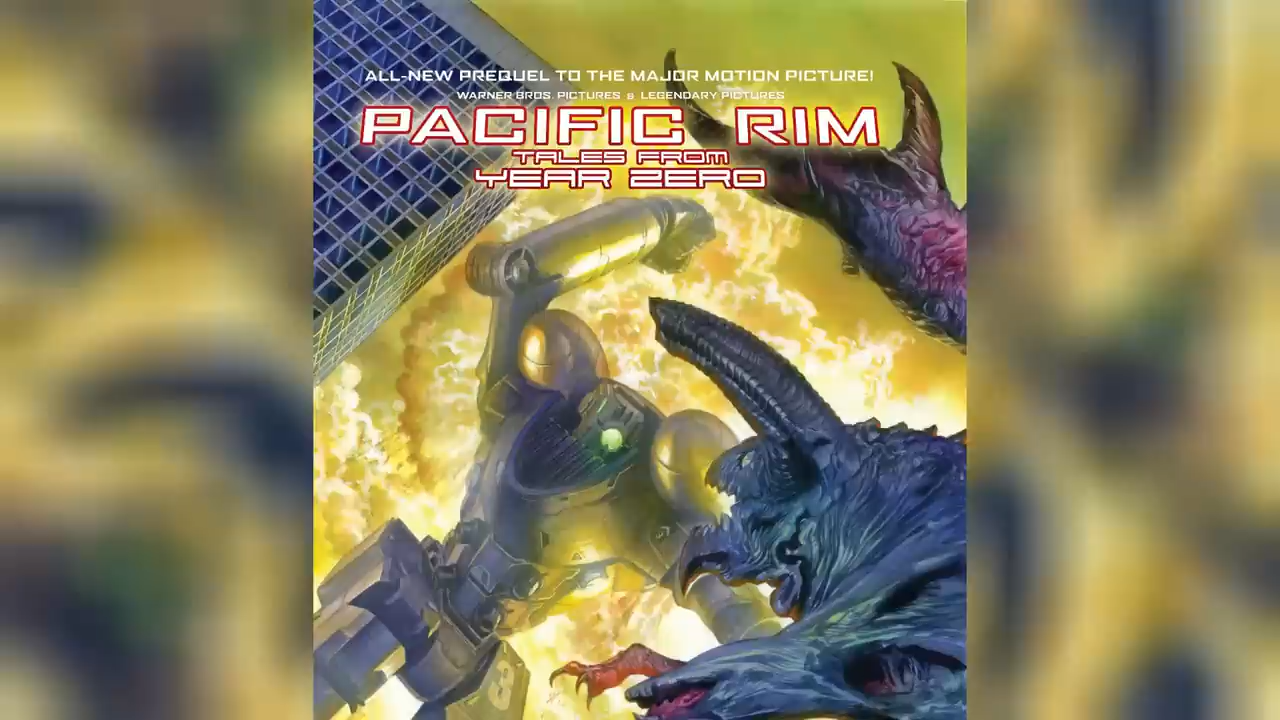 ALL-NEW PREQUEL TO THE MAJOR MOTION PICTURE!
WARNER BROS. PICTURES & LEGENDARY PICTURES
PACIFIC RIM
TALES FROM
YEAR ZERO